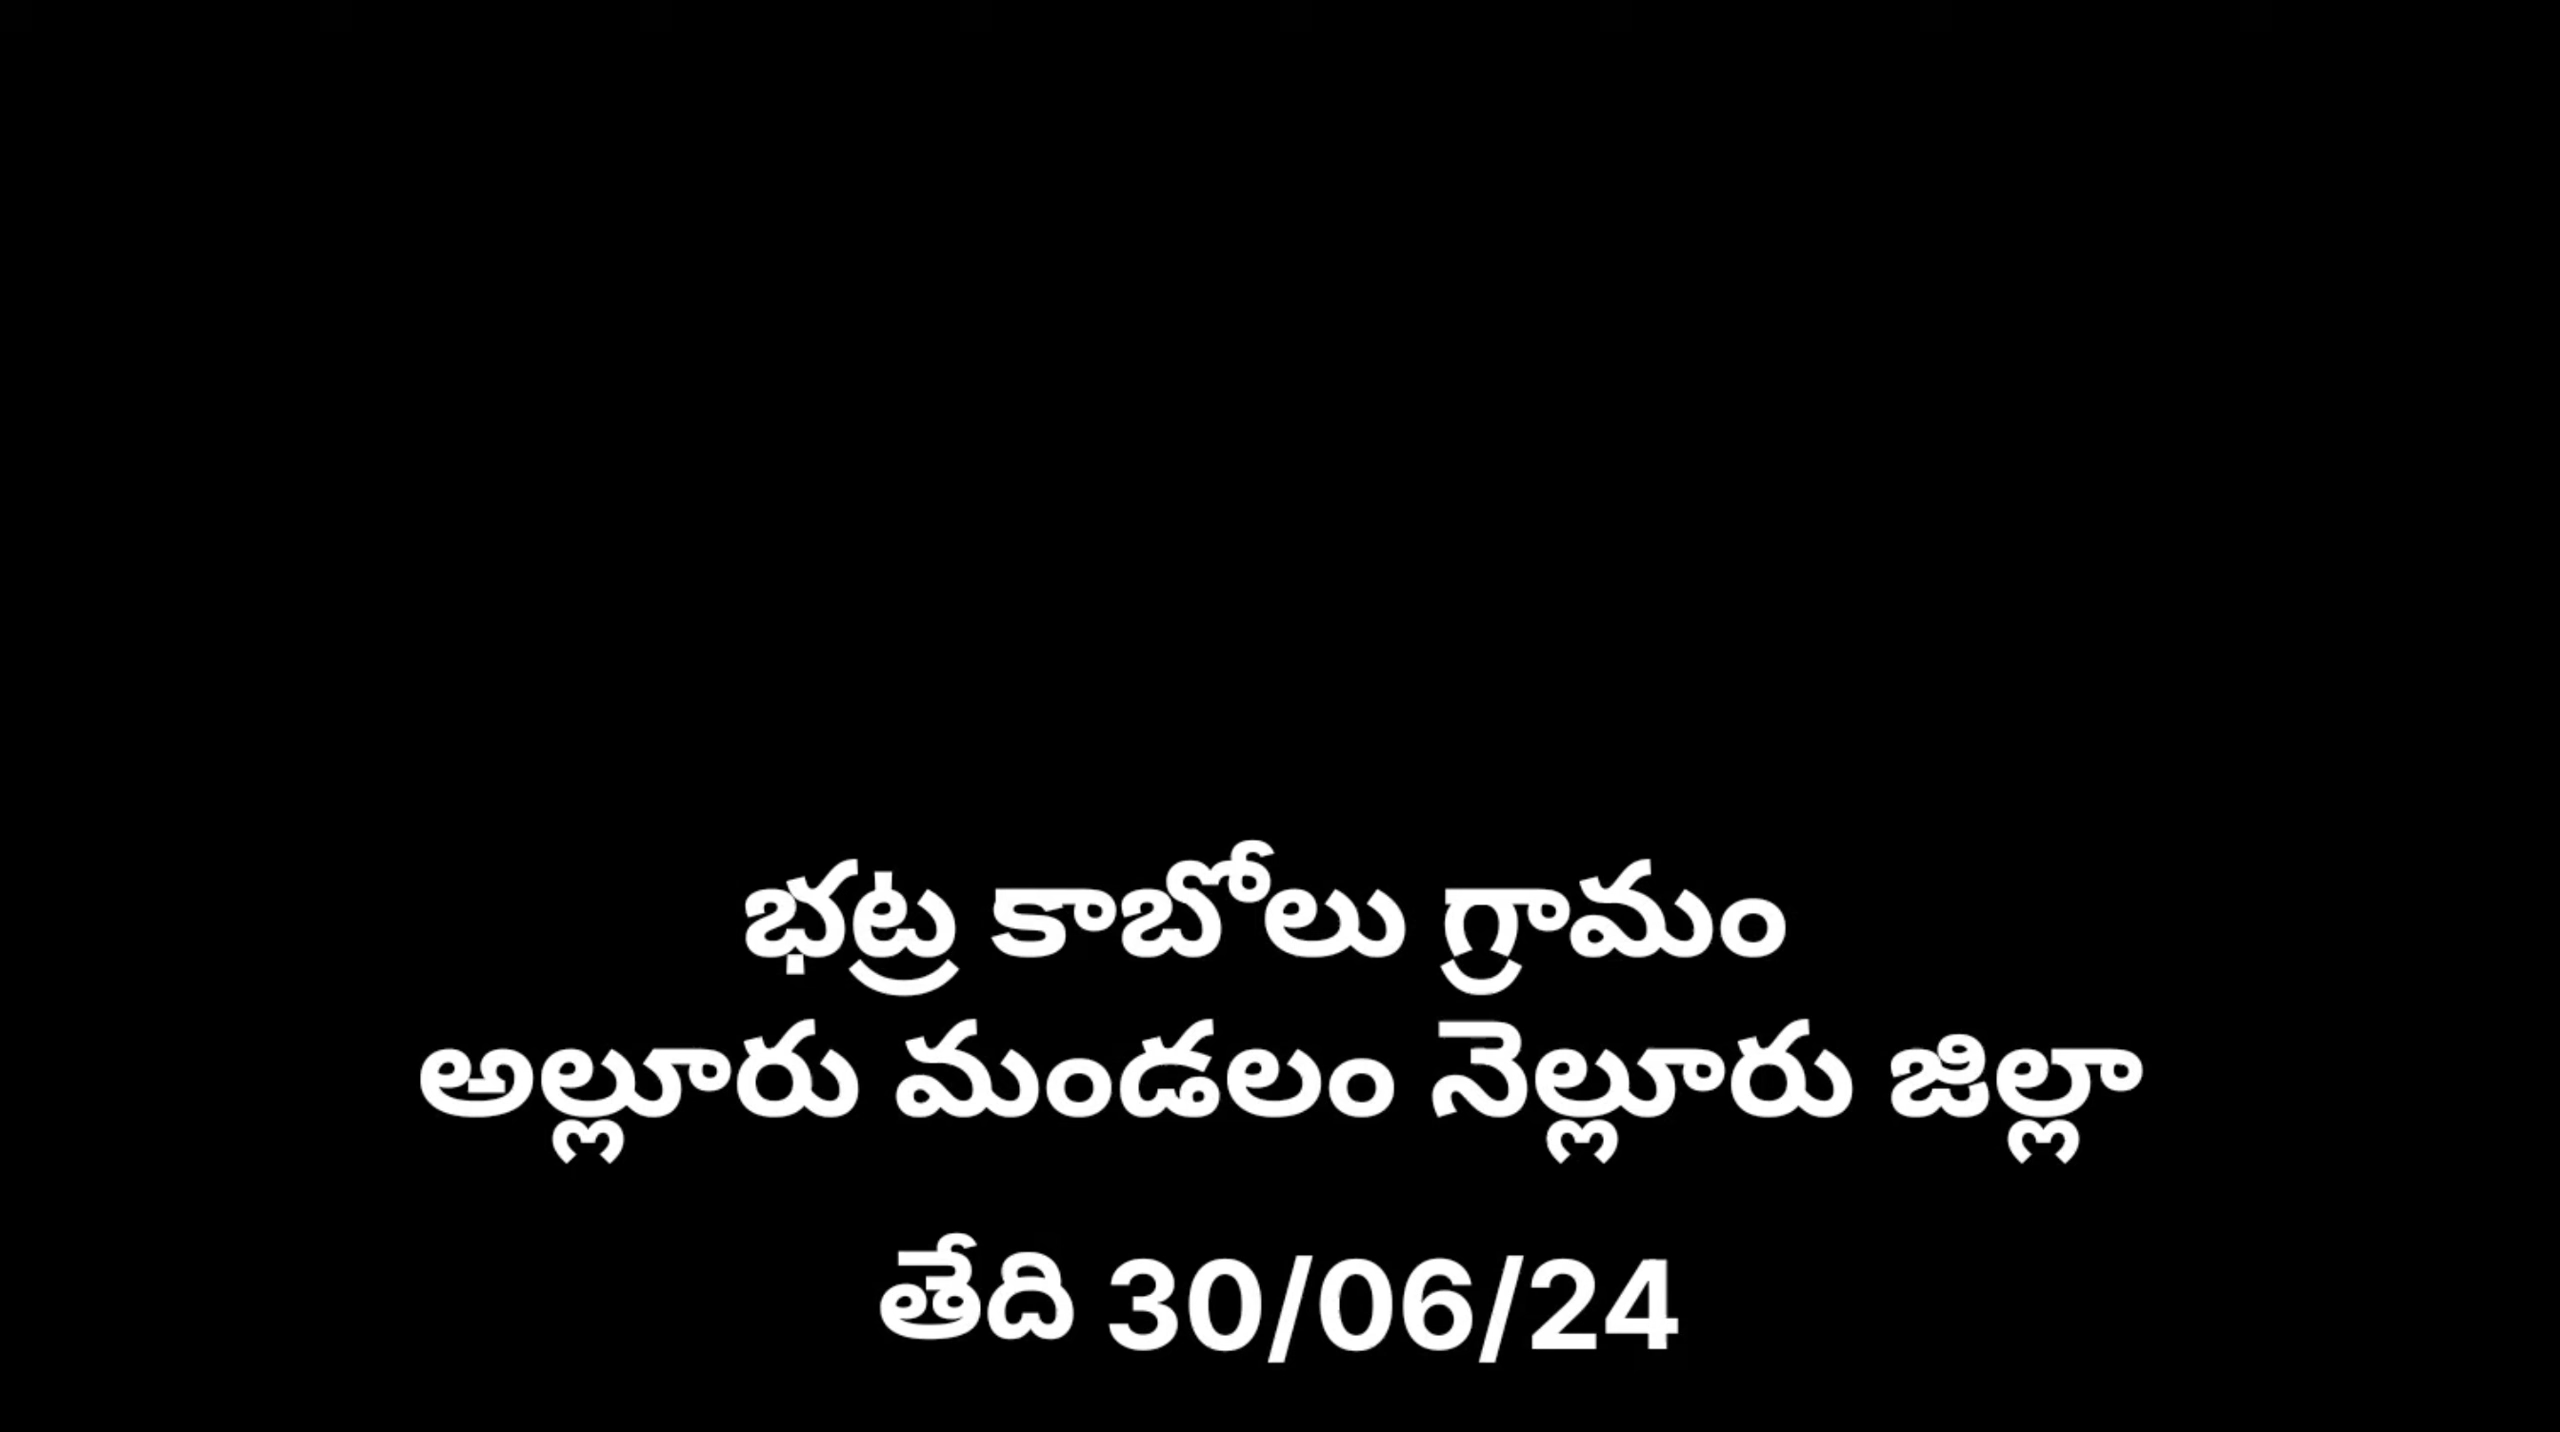 భట్ర కాబోలు గ్రామం
అల్లూరు మండలం నెల్లూరు జిల్లా
తేది 30/06/24